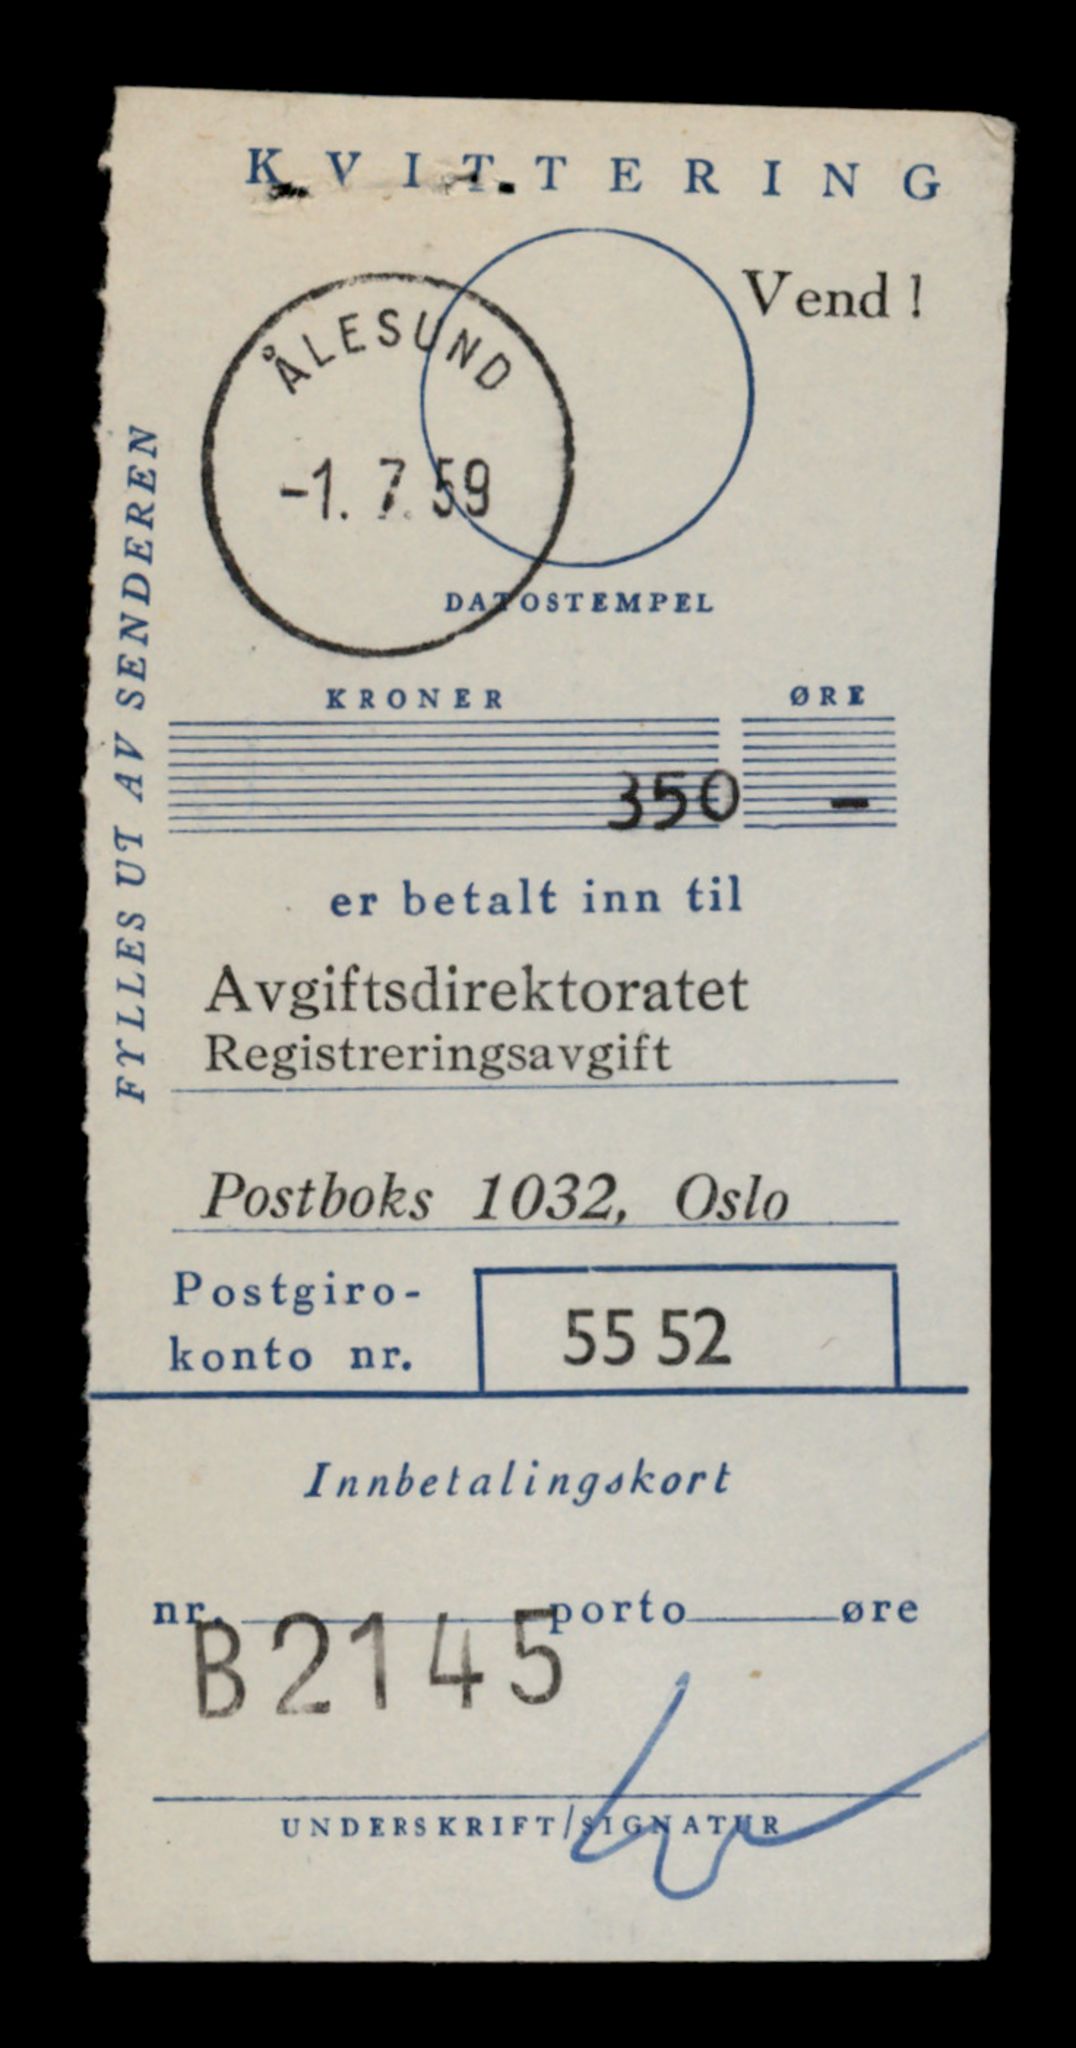 KVITTERING
Vend !
ÅLESUND
-1. 7. 59
DATOSTEMPEL
FYLLES UT AV SENDEREN
KRONER ØRE
350 -
er betalt inn til
Avgiftsdirektoratet
Registreringsavgift
Postboks 1032, Oslo
Postgiro-
konto nr.
55 52
Innbetalingskort
nr. porto øre
B2145
UNDERSKRIFT/SIGNATUR